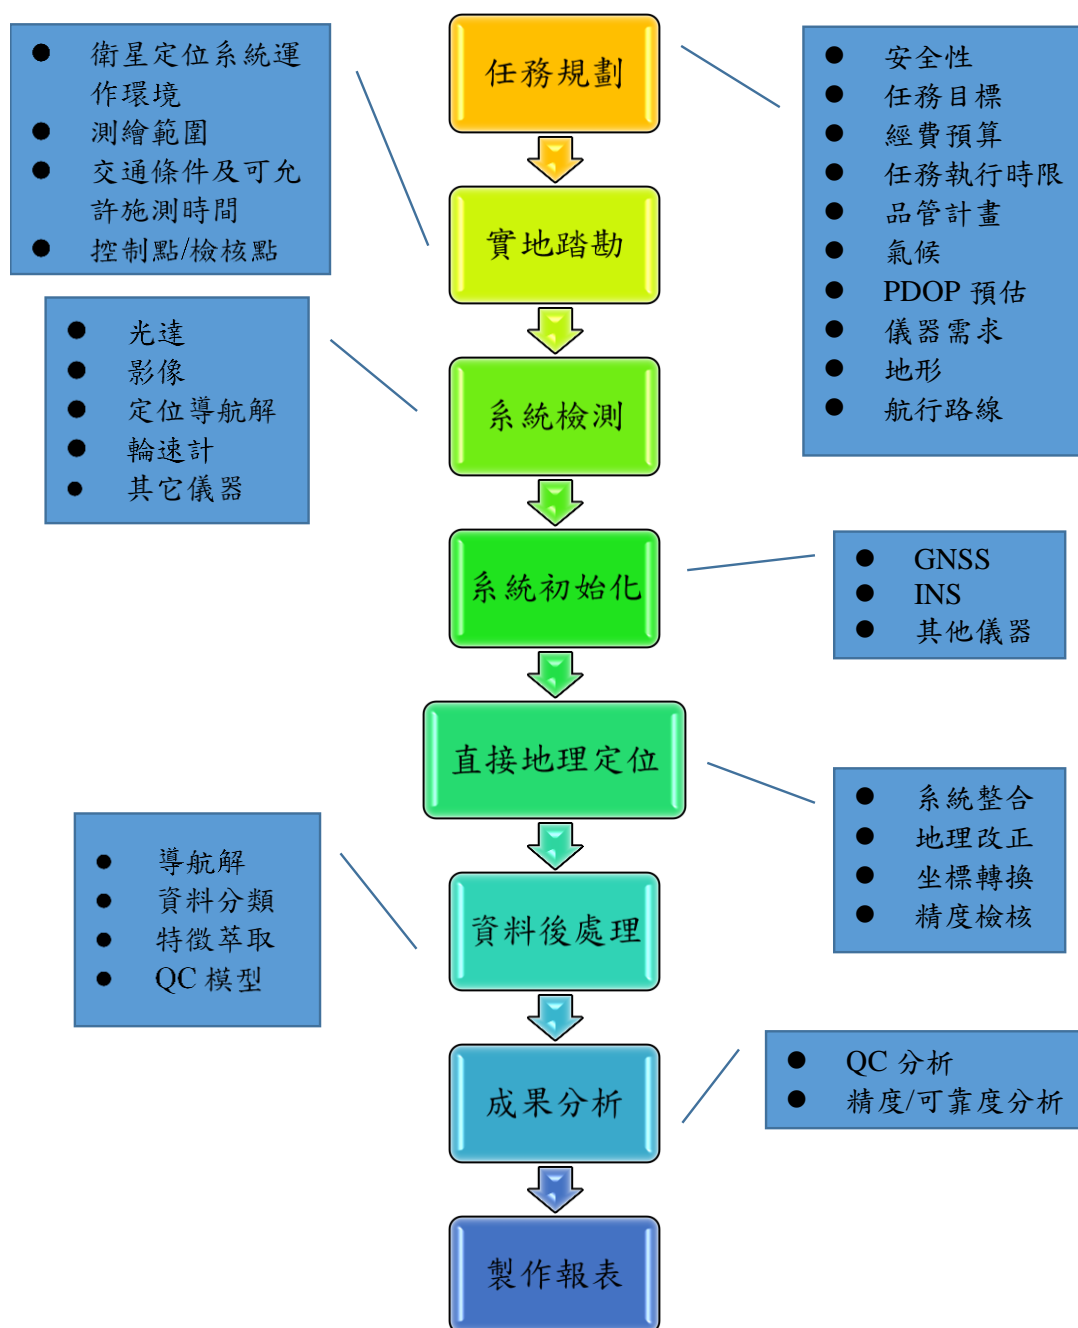 任務規劃
安全性
任務目標
經費預算
任務執行時限
品管計畫
氣候
PDOP 預估
儀器需求
地形
航行路線
衛星定位系統運
作環境
測繪範圍
交通條件及可允
許施測時間
控制點/檢核點
實地踏勘
光達
影像
定位導航解
輪速計
其它儀器
系統檢測
系統初始化
GNSS
INS
其他儀器
直接地理定位
系統整合
地理改正
坐標轉換
精度檢核
導航解
資料分類
特徵萃取
QC 模型
資料後處理
成果分析
QC 分析
精度/可靠度分析
製作報表